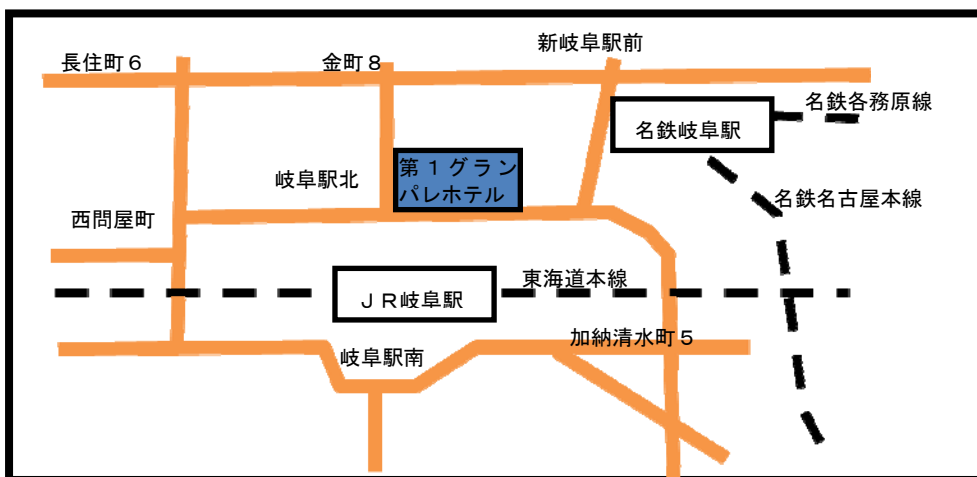 新岐阜駅前
長住町６
金町８
名鉄各務原線
名鉄岐阜駅
第１グラン
パレホテル
岐阜駅北
名鉄名古屋本線
西問屋町
東海道本線
ＪＲ岐阜駅
加納清水町５
岐阜駅南